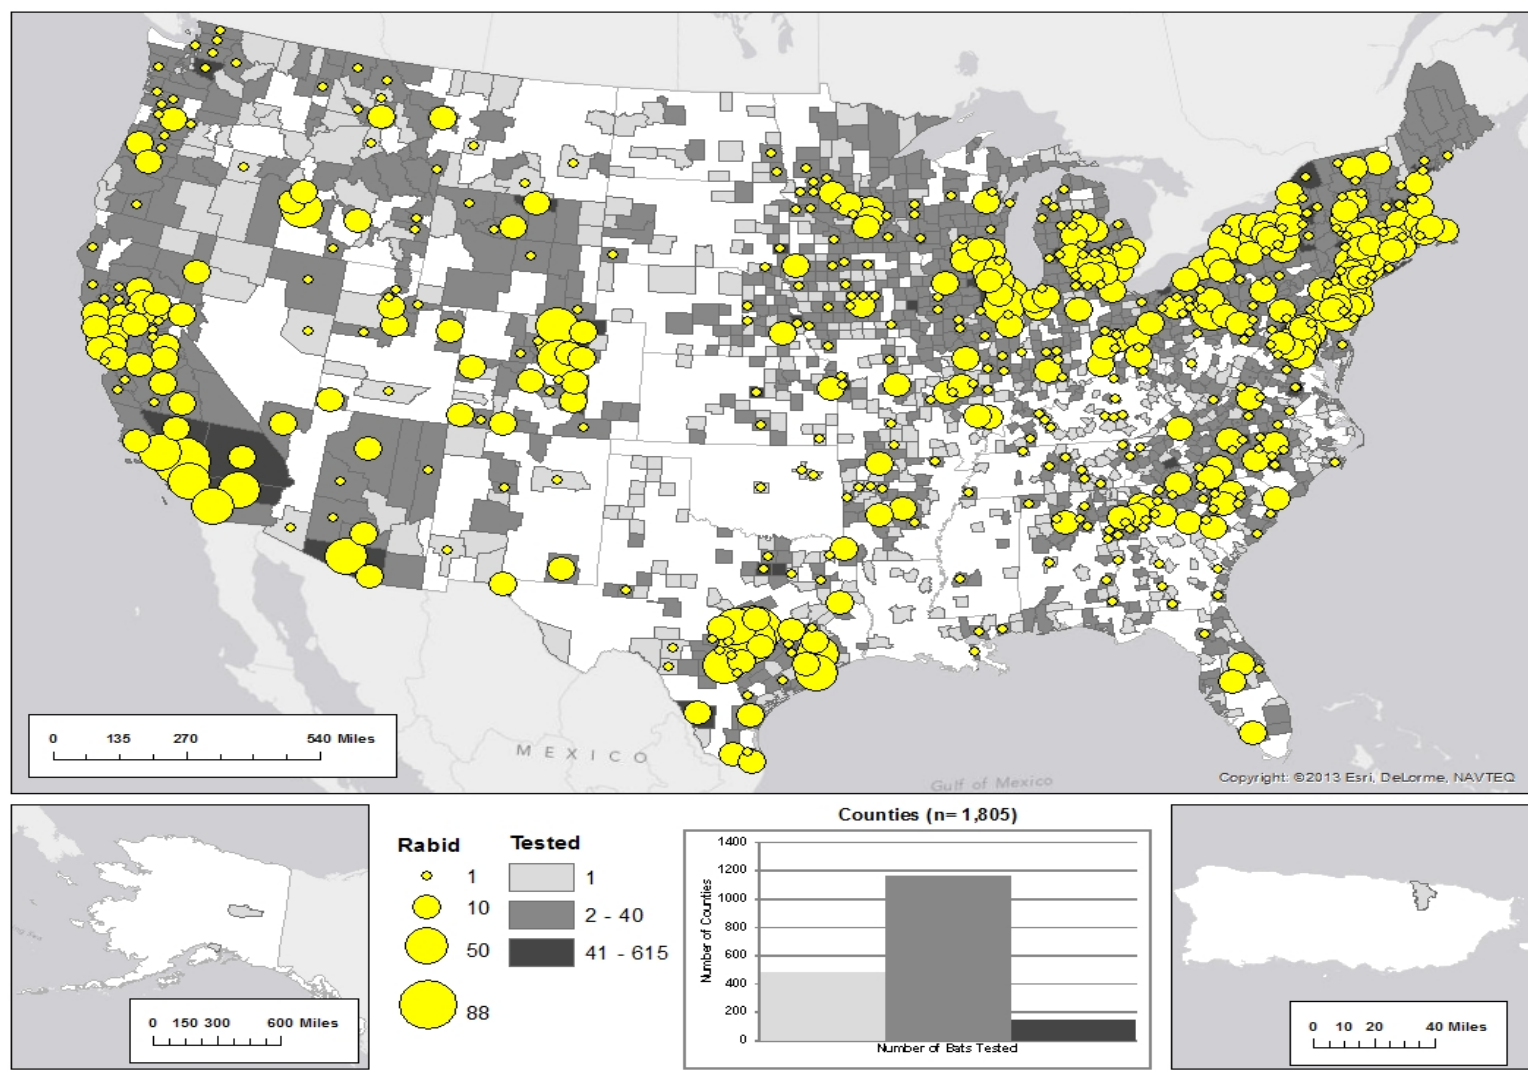 MEXICO
Gulf of Mexico
0 135 270 540 Miles
Copyright: ©2013 Esri, DeLorme, NAVTEQ
0 150 300 600 Miles
Rabid
1
10
50
88
Tested
1
2 - 40
41 - 615
Counties (n= 1,805)
Number of Counties
1400
1200
1000
800
600
400
200
0
Number of Bats Tested
0 10 20 40 Miles